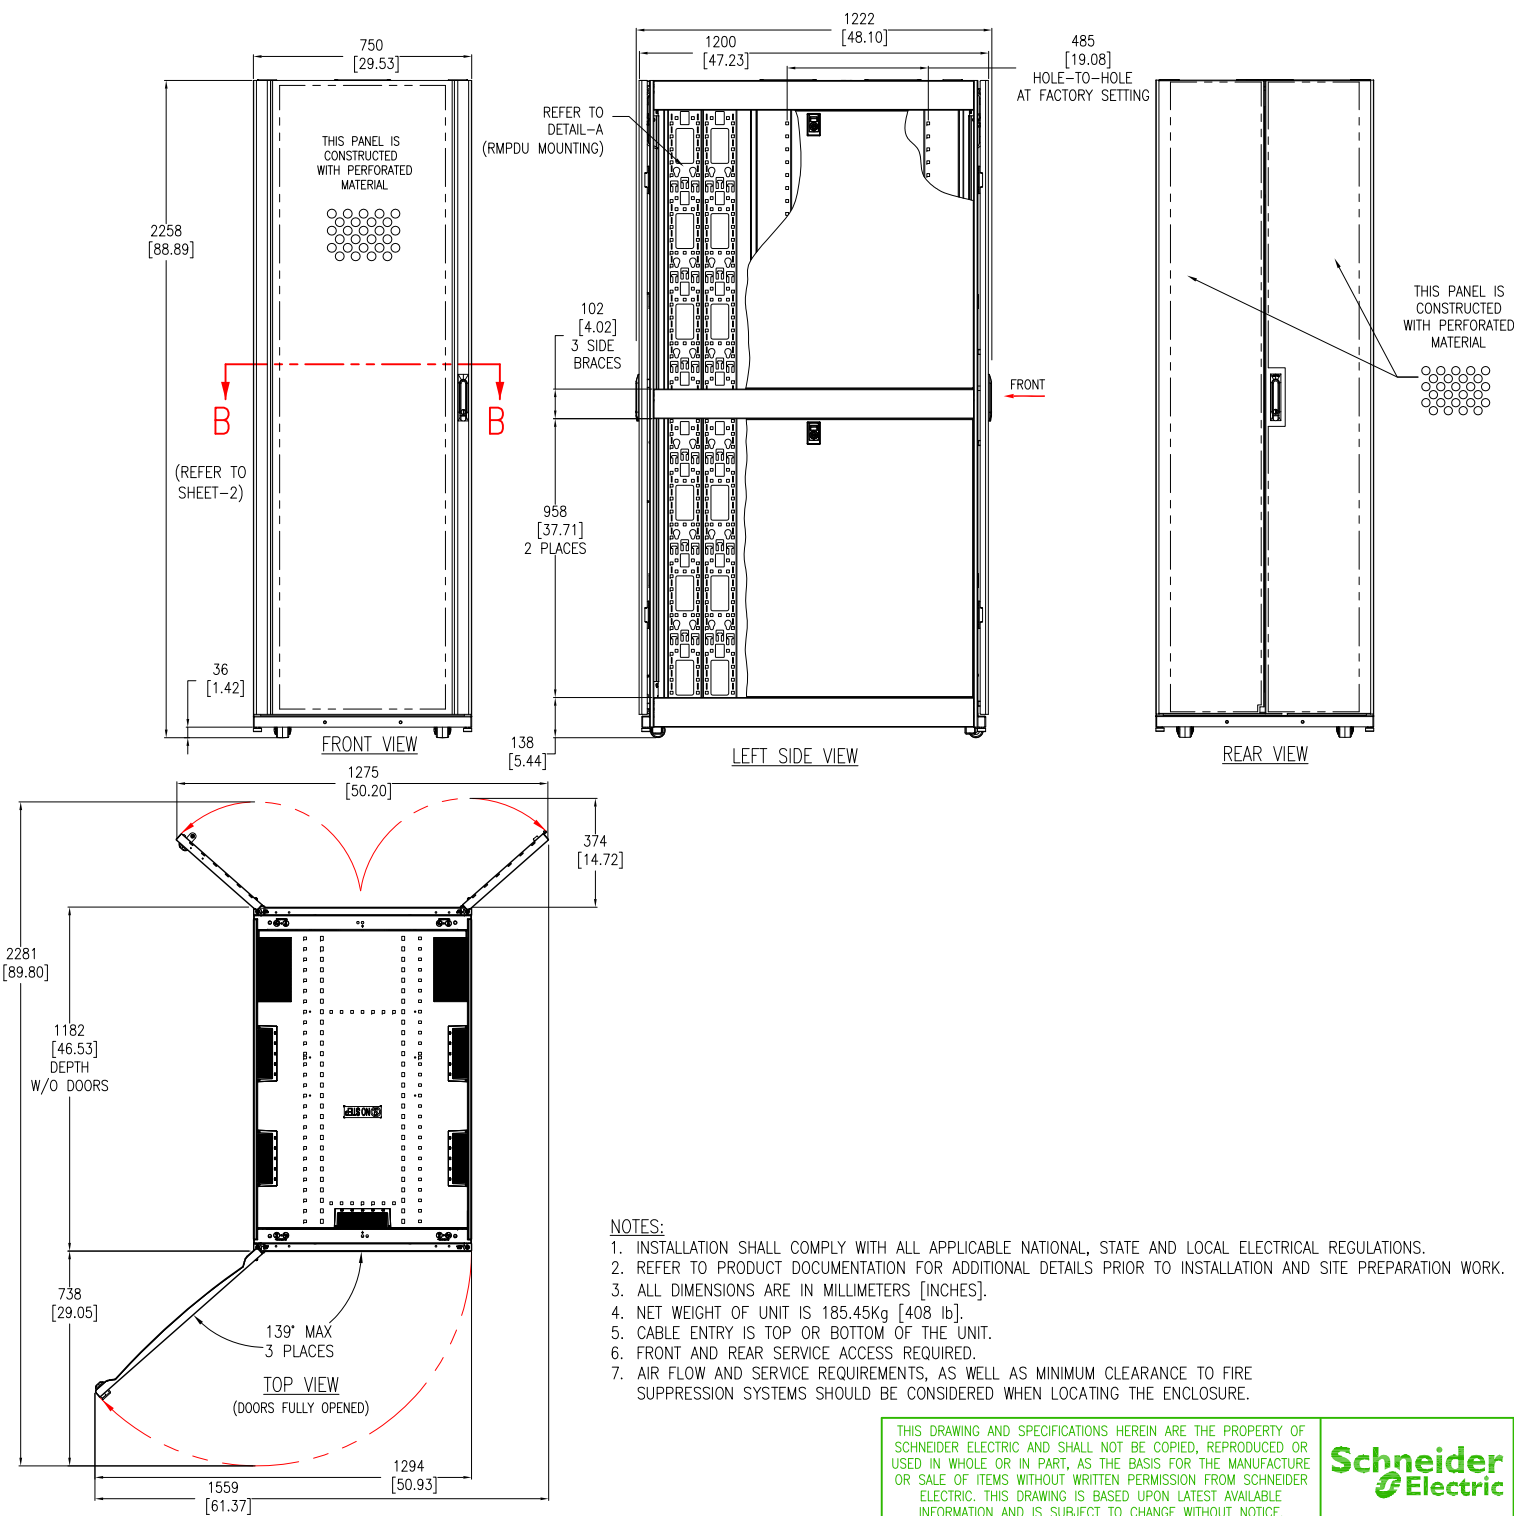 750
[29.53]
2258
[88.89]
THIS PANEL IS
CONSTRUCTED
WITH PERFORATED
MATERIAL
B
B
(REFER TO
SHEET-2)
36
[1.42]
FRONT VIEW
1222
[48.10]
1200
[47.23]
485
[19.08]
HOLE-TO-HOLE
AT FACTORY SETTING
REFER TO
DETAIL-A
(RMPDU MOUNTING)
102
[4.02]
3 SIDE
BRACES
FRONT
958
[37.71]
2 PLACES
138
[5.44]
LEFT SIDE VIEW
THIS PANEL IS
CONSTRUCTED
WITH PERFORATED
MATERIAL
REAR VIEW
1275
[50.20]
374
[14.72]
2281
[89.80]
1182
[46.53]
DEPTH
W/O DOORS
NO STEP
738
[29.05]
139° MAX
3 PLACES
TOP VIEW
(DOORS FULLY OPENED)
1294
[50.93]
1559
[61.37]
NOTES:
1. INSTALLATION SHALL COMPLY WITH ALL APPLICABLE NATIONAL, STATE AND LOCAL ELECTRICAL REGULATIONS.
2. REFER TO PRODUCT DOCUMENTATION FOR ADDITIONAL DETAILS PRIOR TO INSTALLATION AND SITE PREPARATION WORK.
3. ALL DIMENSIONS ARE IN MILLIMETERS [INCHES].
4. NET WEIGHT OF UNIT IS 185.45Kg [408 lb].
5. CABLE ENTRY IS TOP OR BOTTOM OF THE UNIT.
6. FRONT AND REAR SERVICE ACCESS REQUIRED.
7. AIR FLOW AND SERVICE REQUIREMENTS, AS WELL AS MINIMUM CLEARANCE TO FIRE
SUPPRESSION SYSTEMS SHOULD BE CONSIDERED WHEN LOCATING THE ENCLOSURE.
THIS DRAWING AND SPECIFICATIONS HEREIN ARE THE PROPERTY OF
SCHNEIDER ELECTRIC AND SHALL NOT BE COPIED, REPRODUCED OR
USED IN WHOLE OR IN PART, AS THE BASIS FOR THE MANUFACTURE
OR SALE OF ITEMS WITHOUT WRITTEN PERMISSION FROM SCHNEIDER
ELECTRIC. THIS DRAWING IS BASED UPON LATEST AVAILABLE
INFORMATION AND IS SUBJECT TO CHANGE WITHOUT NOTICE
Schneider
Electric